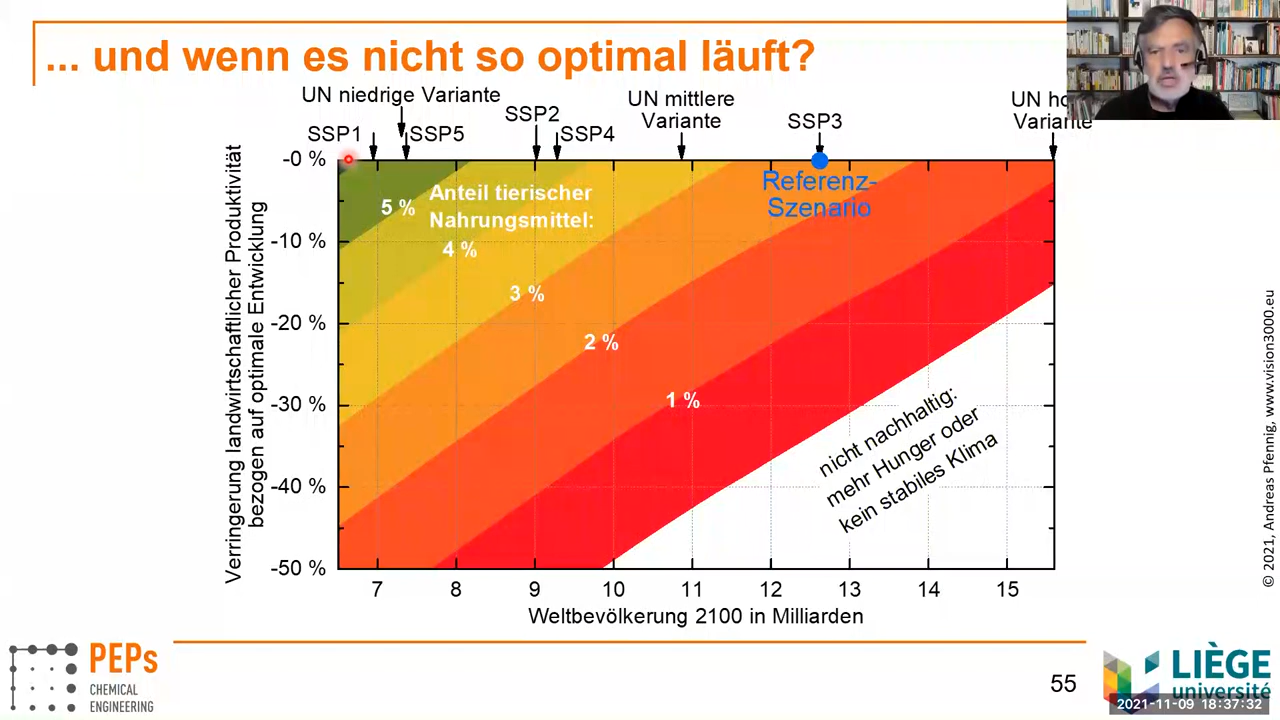 ... und wenn es nicht so optimal läuft?
UN niedrige Variante
SSP1
SSP5
SSP2
SSP4
UN mittlere
Variante
SSP3
UN ho
Variante
Verringerung landwirtschaftlicher Produktivität
bezogen auf optimale Entwicklung
-0 %
-10 %
-20 %
-30 %
-40 %
-50 %
Anteil tierischer
Nahrungsmittel:
5 %
4 %
3 %
2 %
1 %
Referenz-
Szenario
nicht nachhaltig:
mehr Hunger oder
kein stabiles Klima
7 8 9 10 11 12 13 14 15
Weltbevölkerung 2100 in Milliarden
© 2021, Andreas Pfennig, www.vision3000.eu
PEPs
CHEMICAL
ENGINEERING
55
LIÈGE
université
2021-11-09 18:37:32